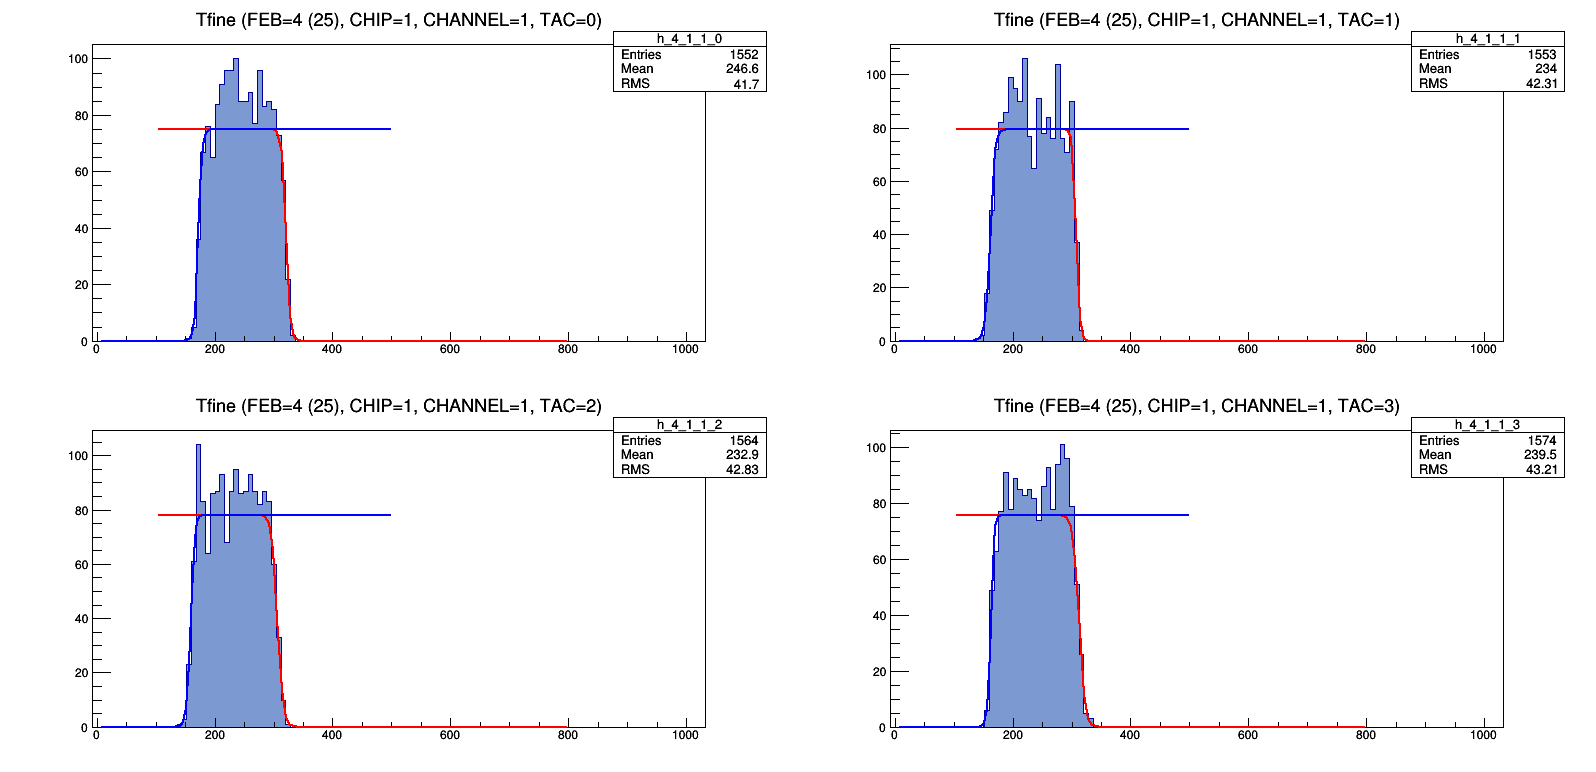 Tfine (FEB=4 (25), CHIP=1, CHANNEL=1, TAC=0)
h_4_1_1_0
Entries 1552
Mean 246.6
RMS 41.7
100
80
60
40
20
0
0 200 400 600 800 1000
Tfine (FEB=4 (25), CHIP=1, CHANNEL=1, TAC=1)
h_4_1_1_1
Entries 1553
Mean 234
RMS 42.31
100
80
60
40
20
0
0 200 400 600 800 1000
Tfine (FEB=4 (25), CHIP=1, CHANNEL=1, TAC=2)
h_4_1_1_2
Entries 1564
Mean 232.9
RMS 42.83
100
80
60
40
20
0
0 200 400 600 800 1000
Tfine (FEB=4 (25), CHIP=1, CHANNEL=1, TAC=3)
h_4_1_1_3
Entries 1574
Mean 239.5
RMS 43.21
100
80
60
40
20
0
0 200 400 600 800 1000